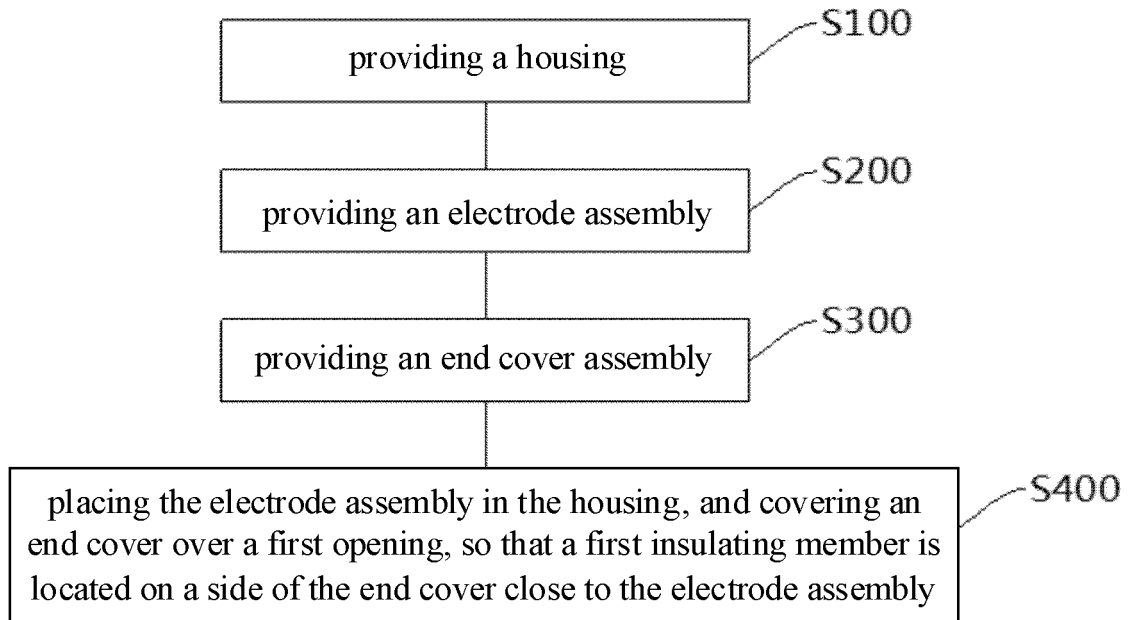 S100
providing a housing
S200
providing an electrode assembly
S300
providing an end cover assembly
S400
placing the electrode assembly in the housing, and covering an
end cover over a first opening, so that a first insulating member is
located on a side of the end cover close to the electrode assembly